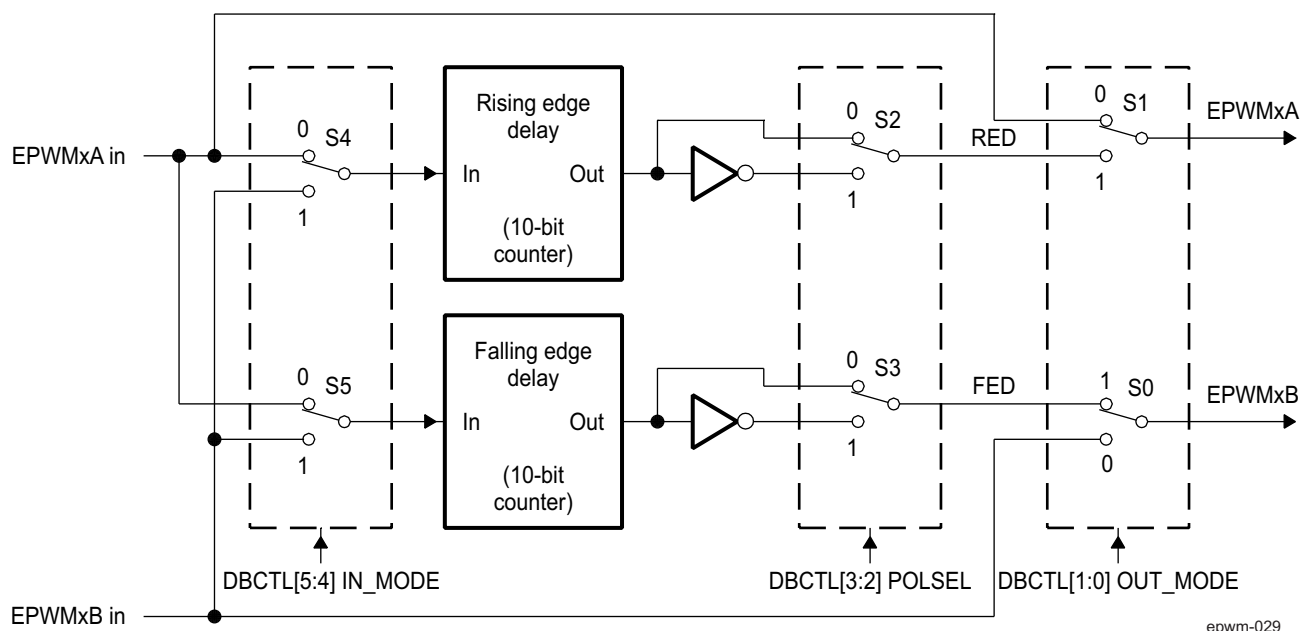 0
S1
EPWMxA
Rising edge
delay
0
S4
0
S2
RED
EPWMxA in
In
Out
1
1
1
(10-bit
counter)
Falling edge
delay
0
S5
0
S3
FED
1
S0
EPWMxB
In
Out
1
1
0
(10-bit
counter)
DBCTL[5:4] IN_MODE
DBCTL[3:2] POLSEL
DBCTL[1:0] OUT_MODE
EPWMxB in
epwm-029